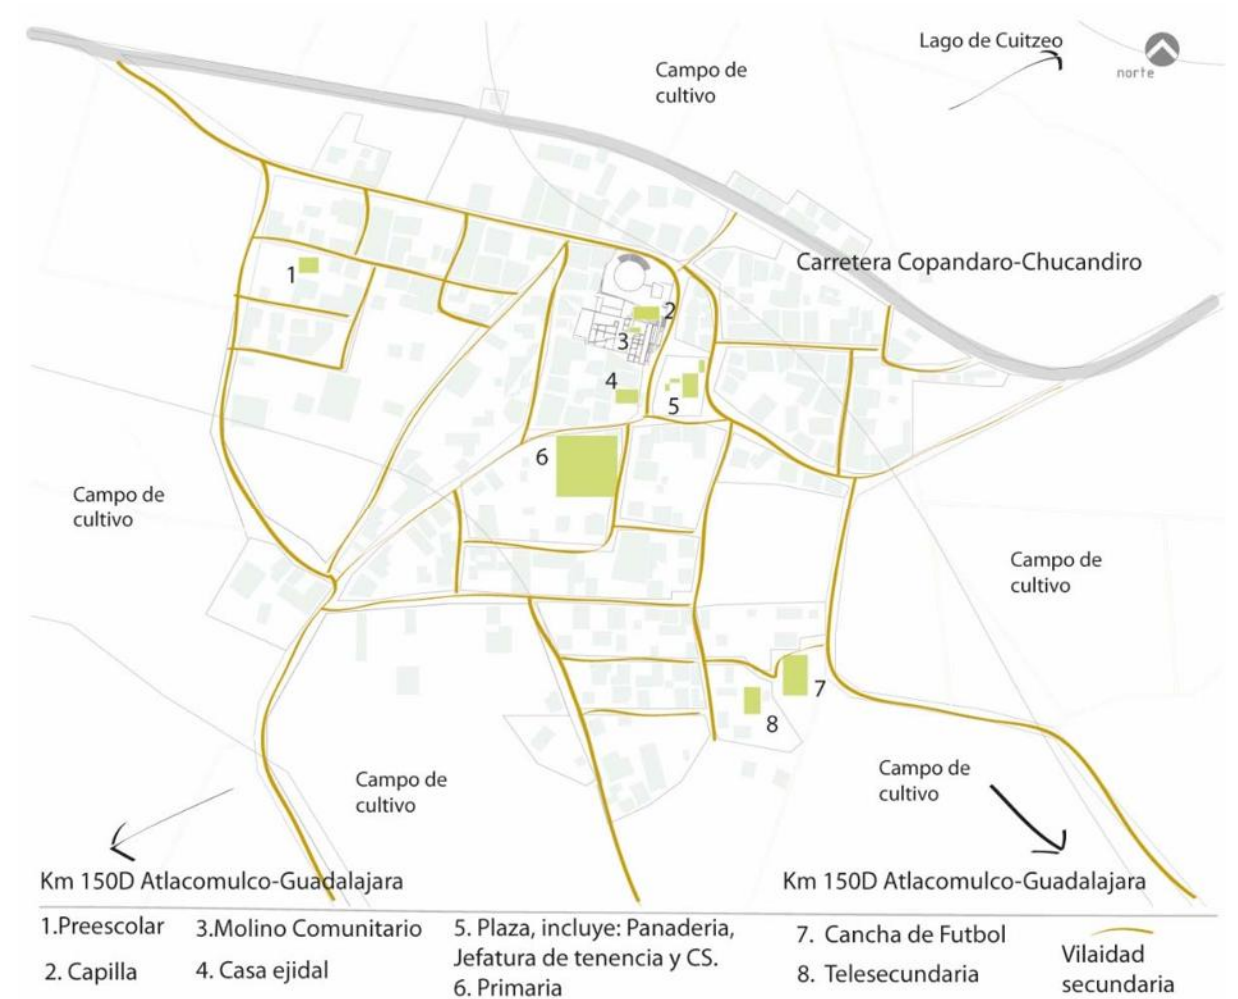 Lago de Cuitzeo
norte
Campo de
cultivo
Carretera Copandaro-Chucandiro
1
2
3
4
5
6
Campo de
cultivo
Campo de
cultivo
7
8
Campo de
cultivo
Campo de
cultivo
Km 150D Atlacomulco-Guadalajara
Km 150D Atlacomulco-Guadalajara
1.Preescolar
2. Capilla
3.Molino Comunitario
4. Casa ejidal
5. Plaza, incluye: Panaderia,
Jefatura de tenencia y CS.
6. Primaria
7. Cancha de Futbol
8. Telesecundaria
Vilaidad
secundaria